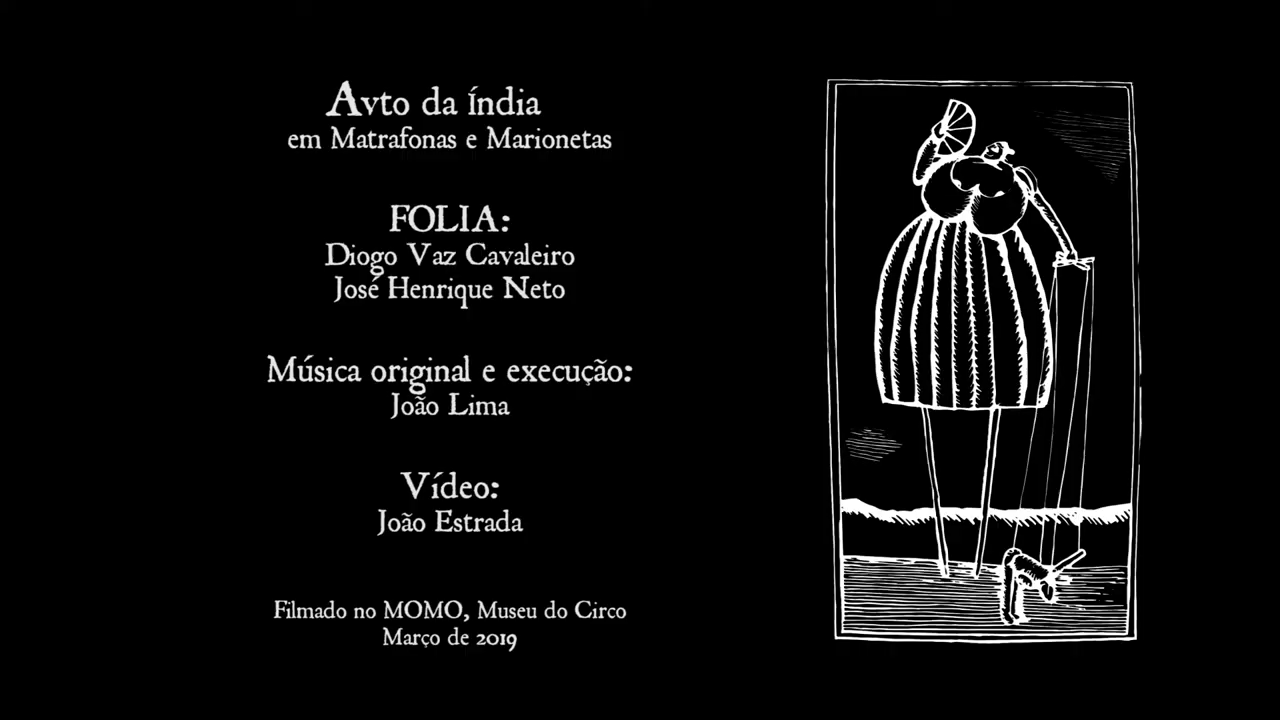 Avto da índia
em Matrafonas e Marionetas
FOLIA:
Diogo Vaz Cavaleiro
José Henrique Neto
Música original e execução:
João Lima
Vídeo:
João Estrada
Filmado no MOMO, Museu do Circo
Março de 2019